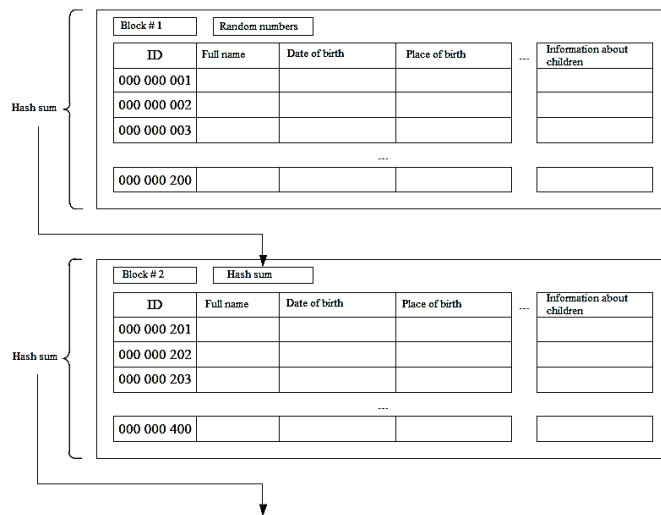 Block # 1 Random numbers
ID Full name Date of birth Place of birth ... Information about
children
000 000 001
000 000 002
Hash sum
000 000 003
...
000 000 200
Block # 2 Hash sum
ID Full name Date of birth Place of birth ... Information about
children
000 000 201
000 000 202
Hash sum
000 000 203
...
000 000 400